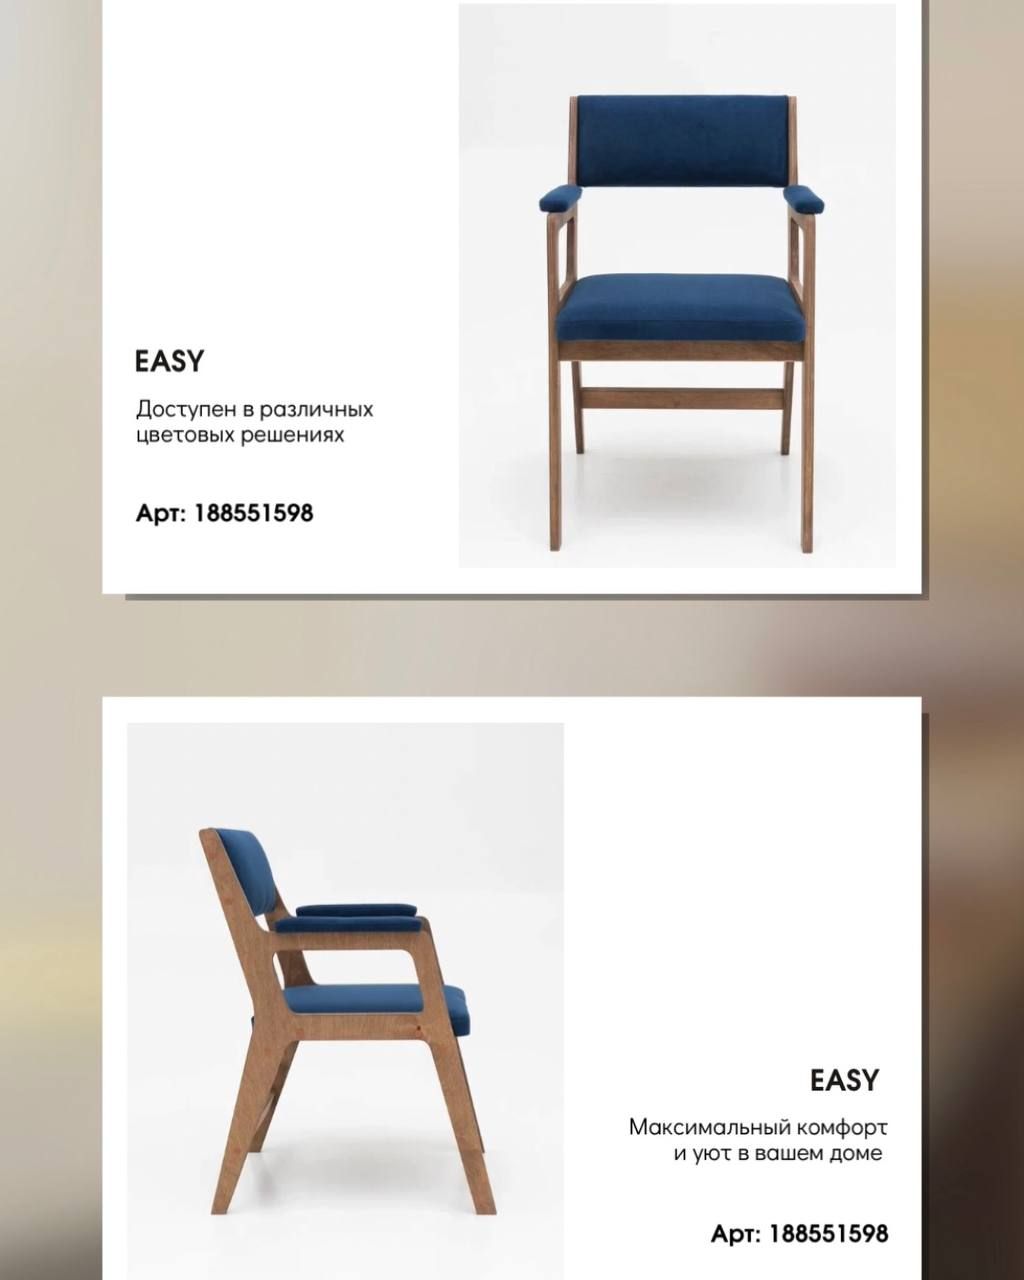 EASY
Доступен в различных
цветовых решениях
Арт: 188551598
EASY
Максимальный комфорт
и уют в вашем доме
Арт: 188551598